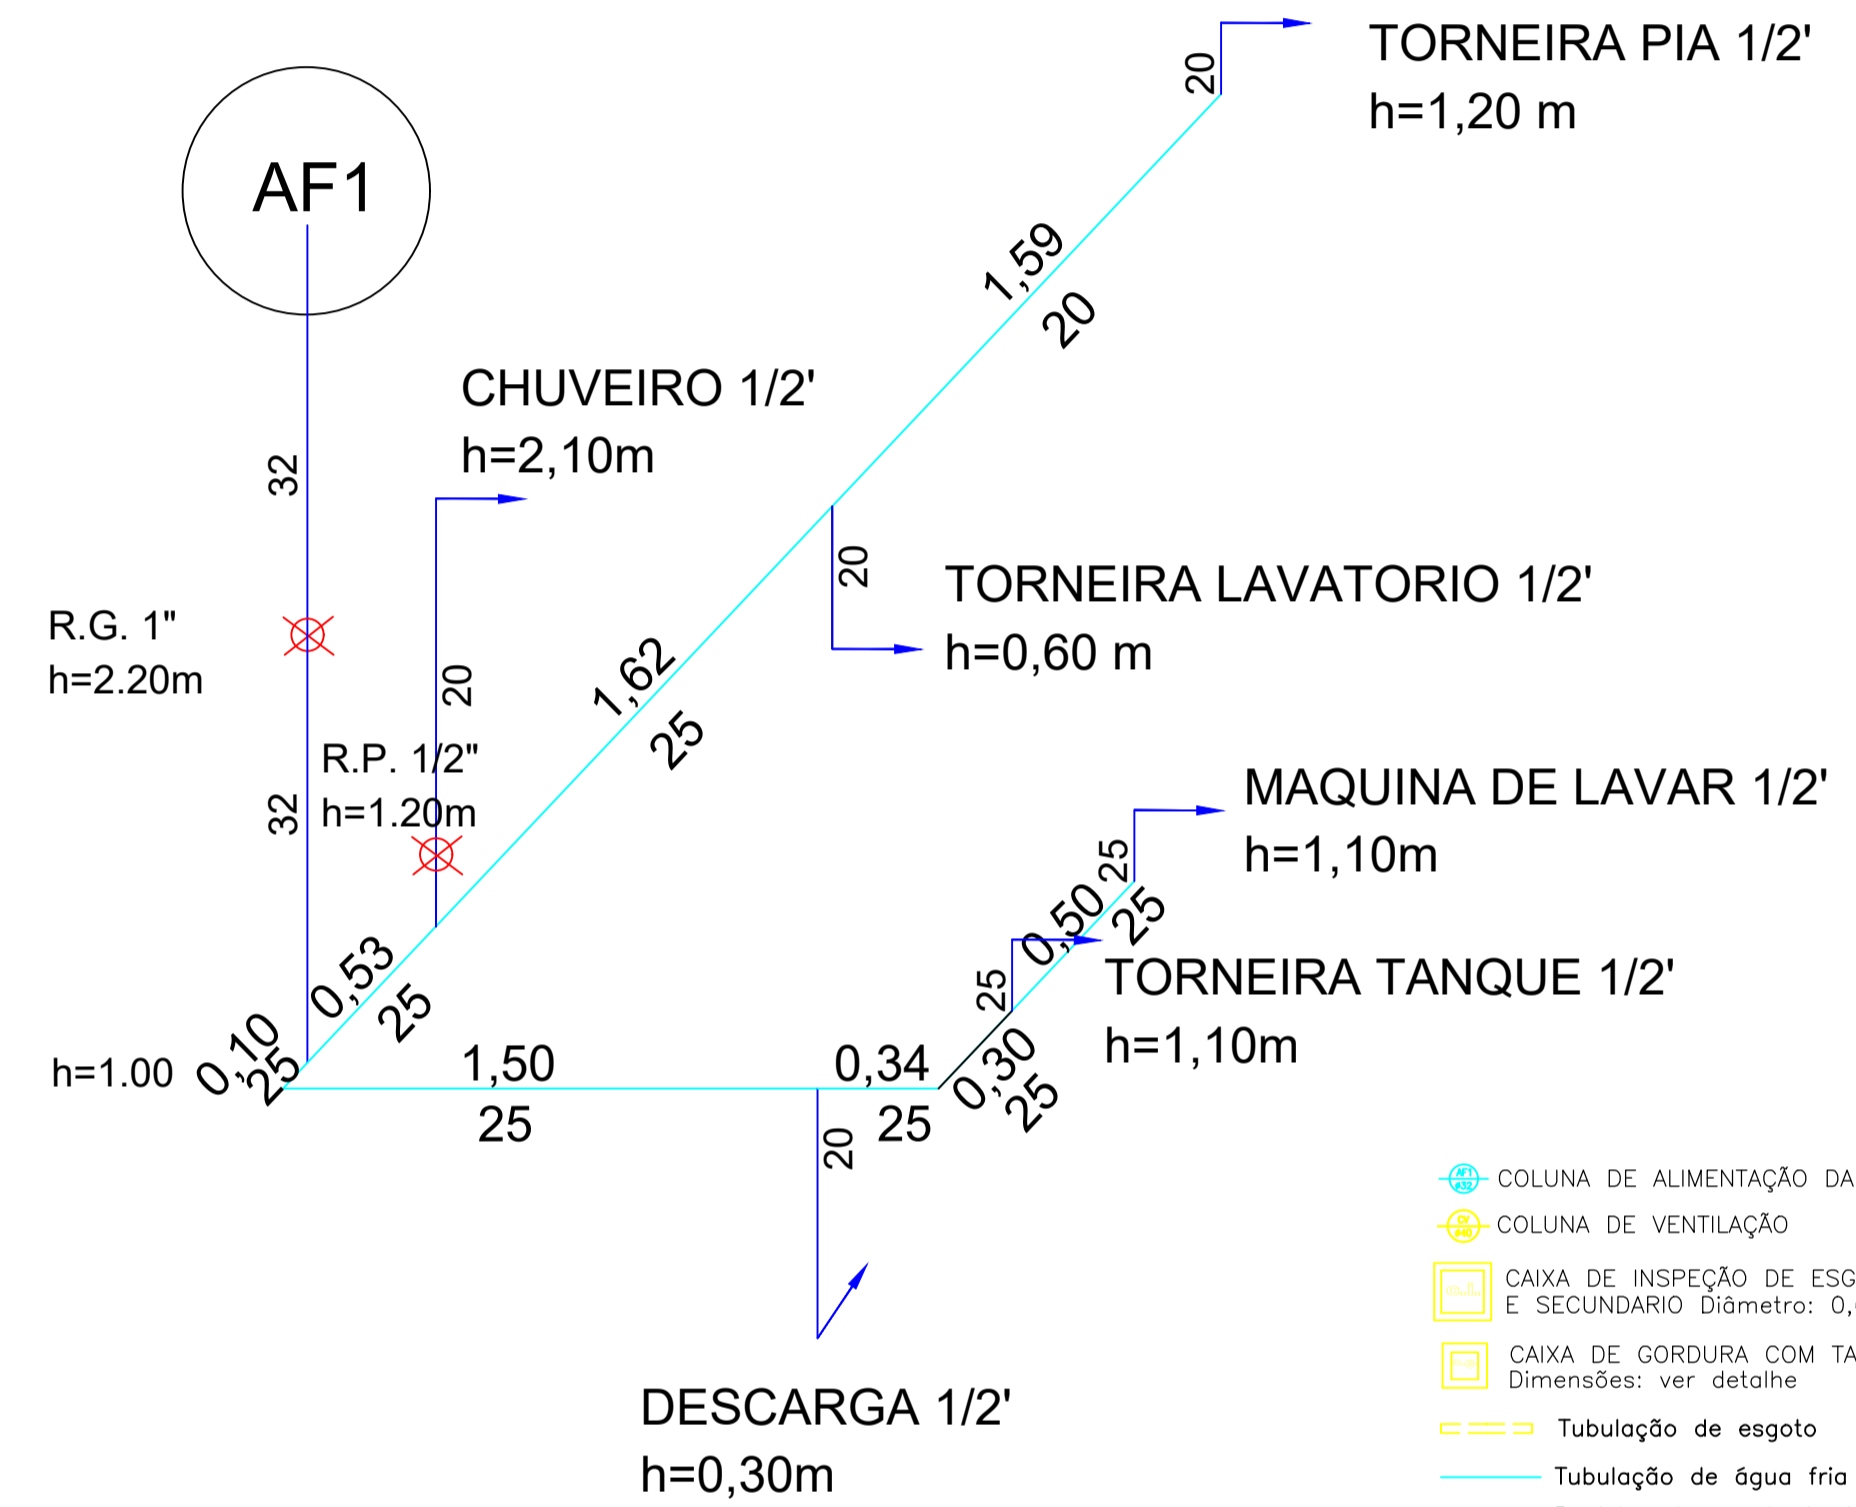 TORNEIRA PIA 1/2'
h=1,20 m
20
AF1
1,59
20
CHUVEIRO 1/2'
h=2,10m
32
20
TORNEIRA LAVATORIO 1/2'
h=0,60 m
R.G. 1"
h=2.20m
1,62
25
20
R.P. 1/2"
h=1.20m
32
MAQUINA DE LAVAR 1/2'
h=1,10m
25
0,50
25
0,53
25
TORNEIRA TANQUE 1/2'
h=1,10m
25
h=1.00
0,10
25
1,50
25
0,34
25
0,30
25
20
DESCARGA 1/2'
h=0,30m
AF1
ø32
COLUNA DE ALIMENTAÇÃO DA
CV
ø40
COLUNA DE VENTILAÇÃO
CAIXA DE INSPEÇÃO DE ESG
E SECUNDARIO Diâmetro: 0,
CAIXA DE GORDURA COM TA
Dimensões: ver detalhe
Tubulação de esgoto
Tubulação de água fria